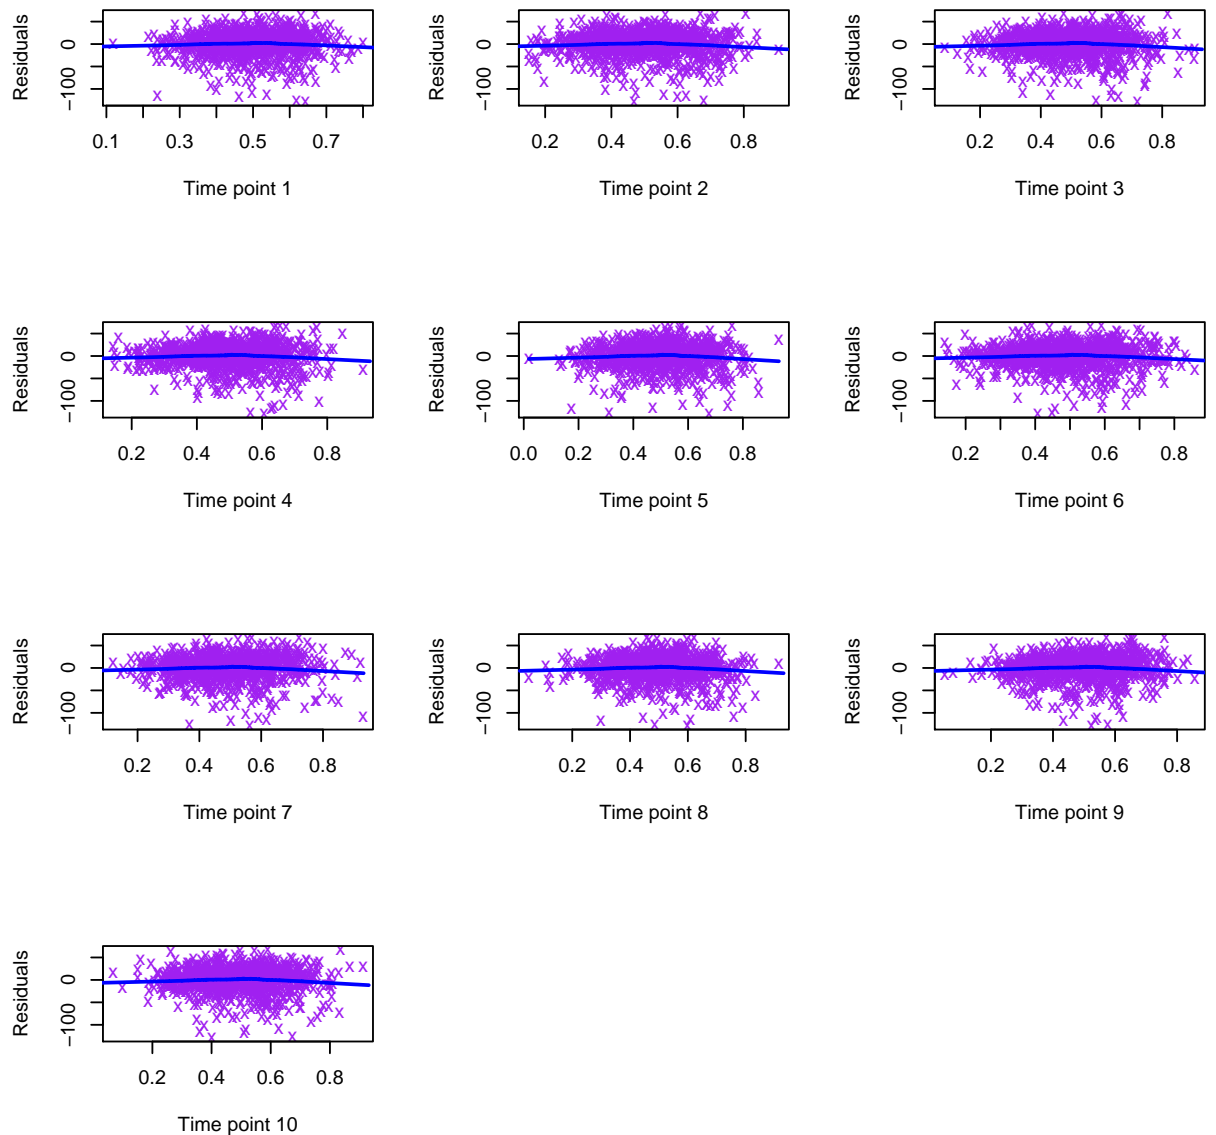 Residuals
0
−100
0.1 0.3 0.5 0.7
Time point 1
Residuals
0
−100
0.2 0.4 0.6 0.8
Time point 2
Residuals
0
−100
0.2 0.4 0.6 0.8
Time point 3
Residuals
0
−100
0.2 0.4 0.6 0.8
Time point 4
Residuals
0
−100
0.0 0.2 0.4 0.6 0.8
Time point 5
Residuals
0
−100
0.2 0.4 0.6 0.8
Time point 6
Residuals
0
−100
0.2 0.4 0.6 0.8
Time point 7
Residuals
0
−100
0.2 0.4 0.6 0.8
Time point 8
Residuals
0
−100
0.2 0.4 0.6 0.8
Time point 9
Residuals
0
−100
0.2 0.4 0.6 0.8
Time point 10